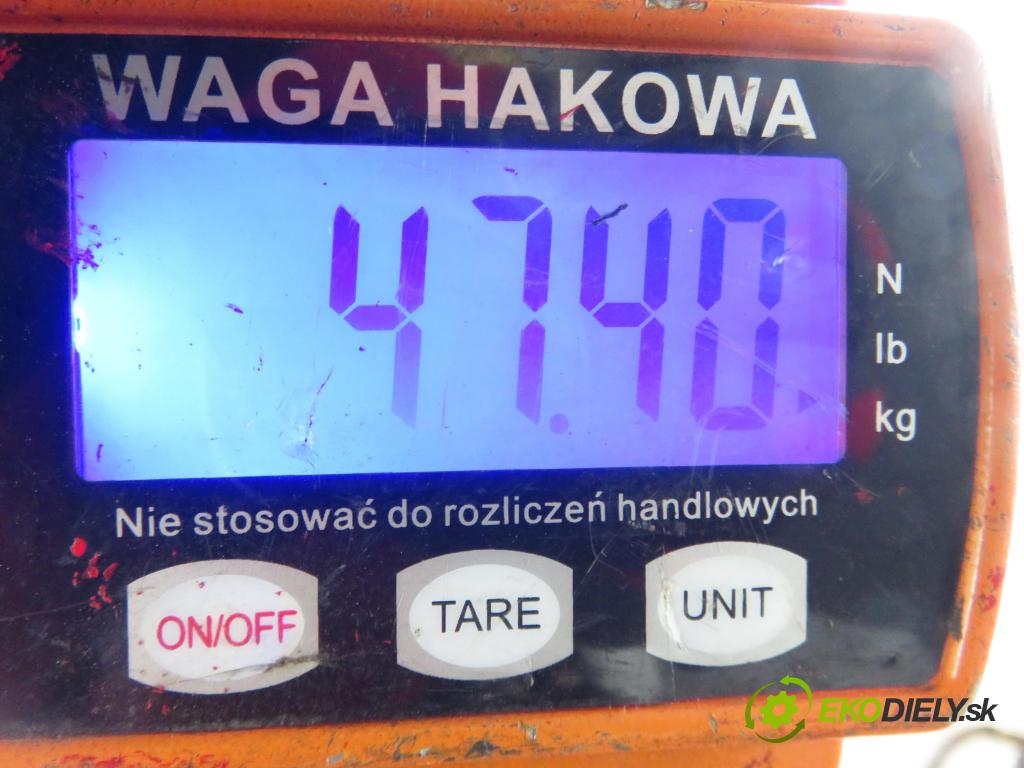 WAGA HAKOWA
47.40
N
lb
kg
Nie stosować do rozliczeń handlowych
ON/OFF TARE UNIT
EKODIELY.sk